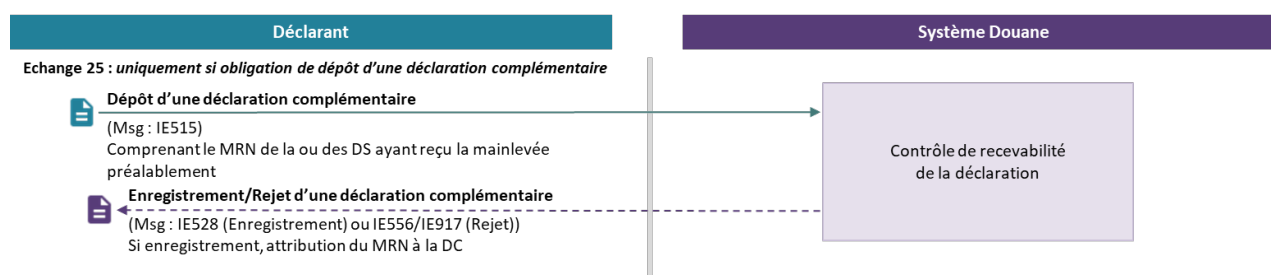 Déclarant
Système Douane
Echange 25 : uniquement si obligation de dépôt d'une déclaration complémentaire
Dépôt d'une déclaration complémentaire
(Msg : IE515)
Comprenant le MRN de la ou des DS ayant reçu la mainlevée
préalablement
Enregistrement/Rejet d'une déclaration complémentaire
(Msg : IE528 (Enregistrement) ou IE556/IE917 (Rejet))
Si enregistrement, attribution du MRN à la DC
Contrôle de recevabilité
de la déclaration